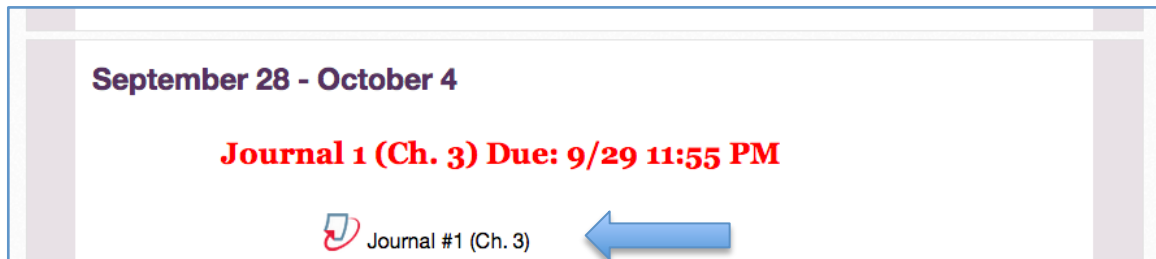 September 28 - October 4
Journal 1 (Ch. 3) Due: 9/29 11:55 PM
Journal #1 (Ch. 3)